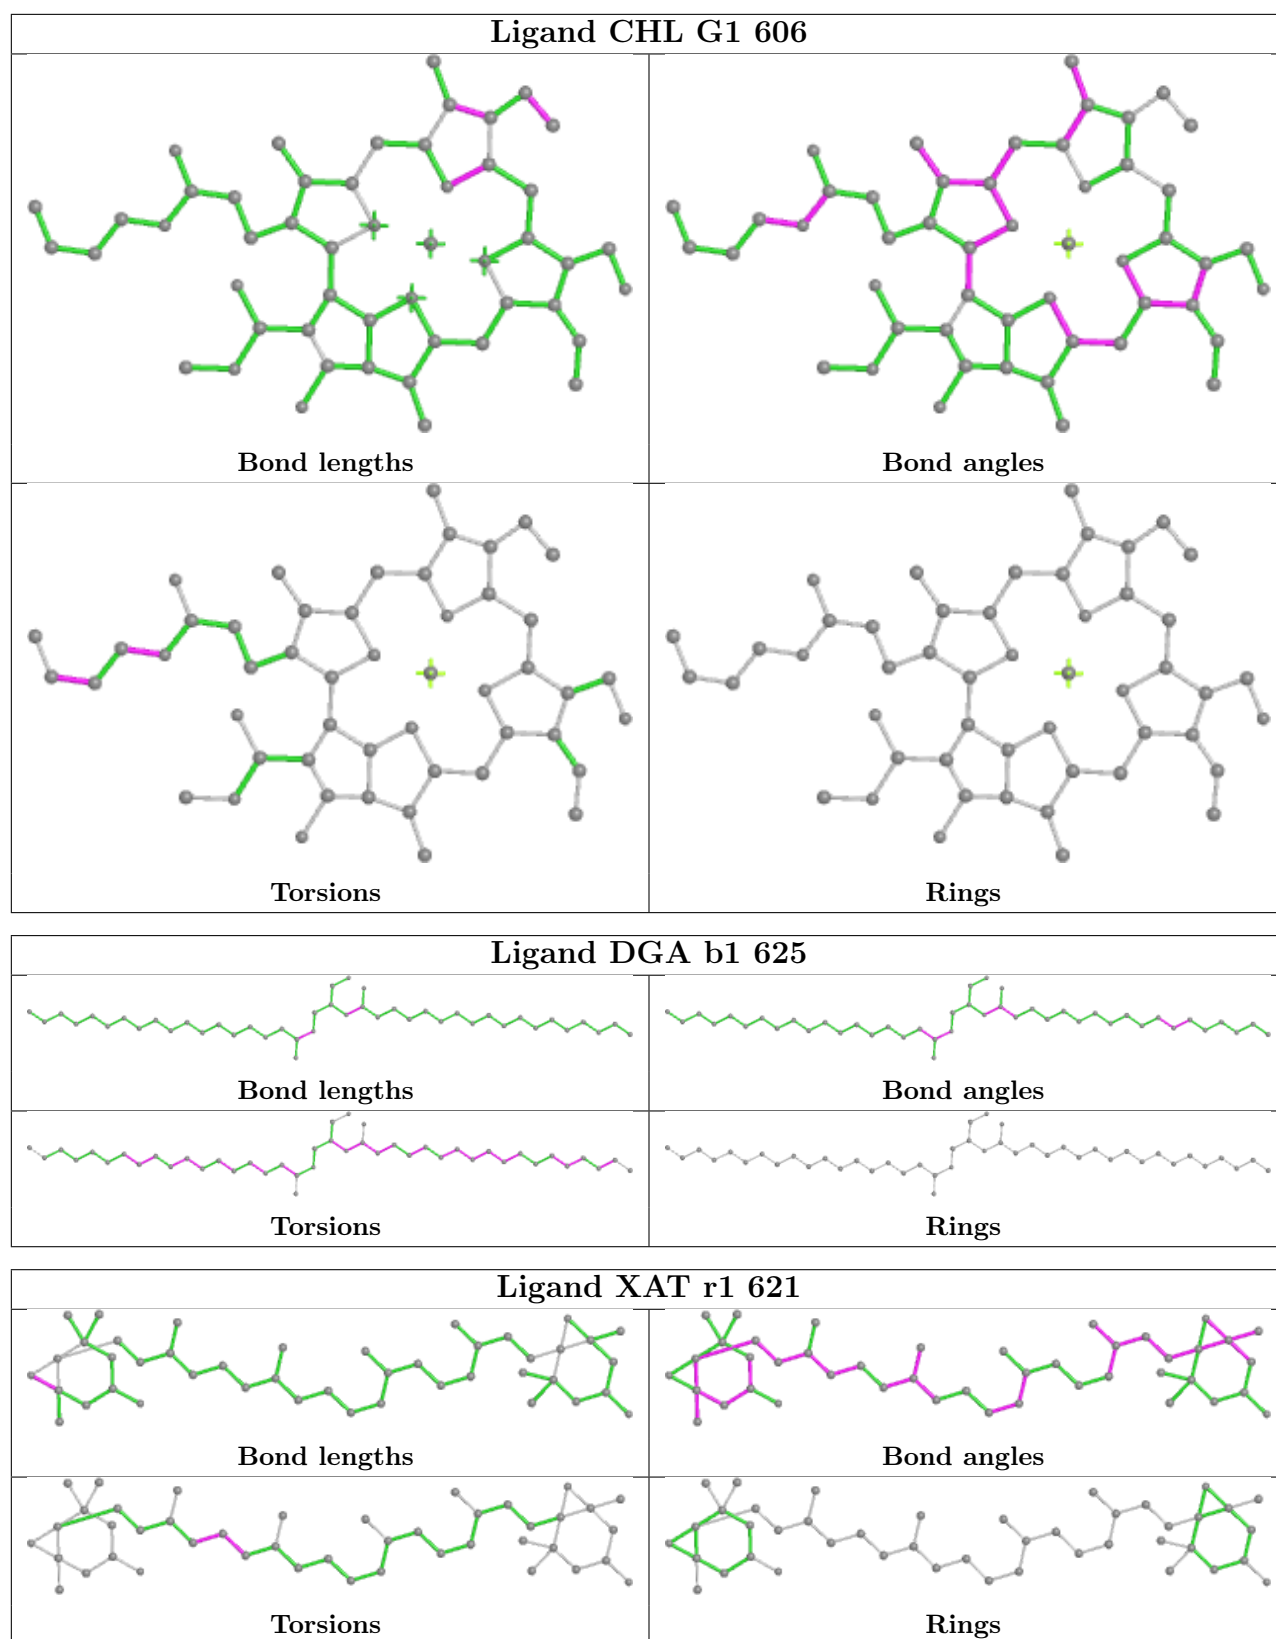 Ligand CHL G1 606
Bond lengths
Bond angles
Torsions
Rings
Ligand DGA b1 625
Bond lengths
Bond angles
Torsions
Rings
Ligand XAT r1 621
Bond lengths
Bond angles
Torsions
Rings